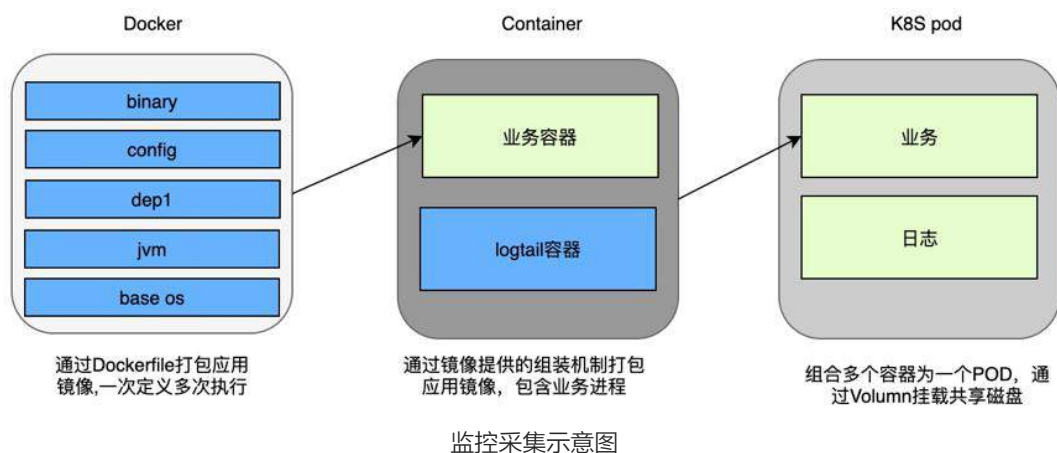 Docker
Container
K8S pod
binary
config
dep1
jvm
base os
业务容器
logtail容器
业务
日志
通过Dockerfile打包应用
镜像,一次定义多次执行
通过镜像提供的组装机制打包
应用镜像，包含业务进程
组合多个容器为一个POD，通
过Volumn挂载共享磁盘
监控采集示意图